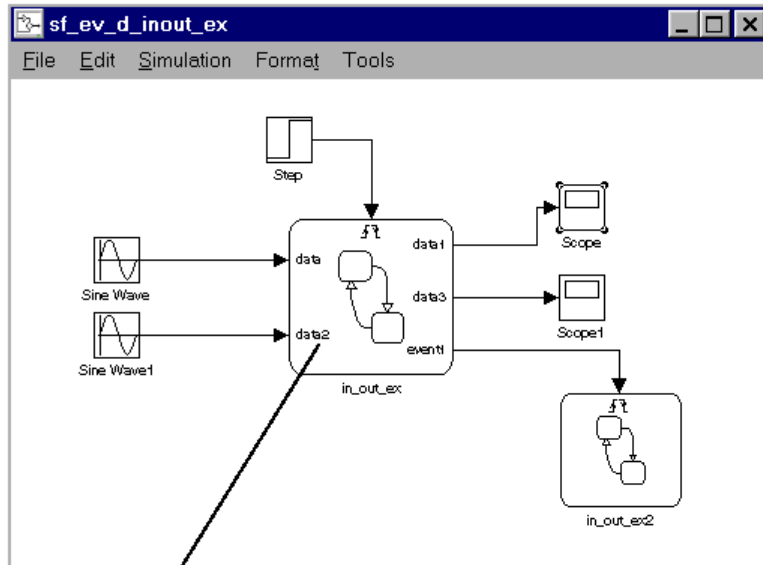 sf_ev_d_inout_ex
File Edit Simulation Format Tools
Step
data
data1
Scope
Sine Wave
data3
data2
Scope1
event1
Sine Wave1
in_out_ex
in_out_ex2